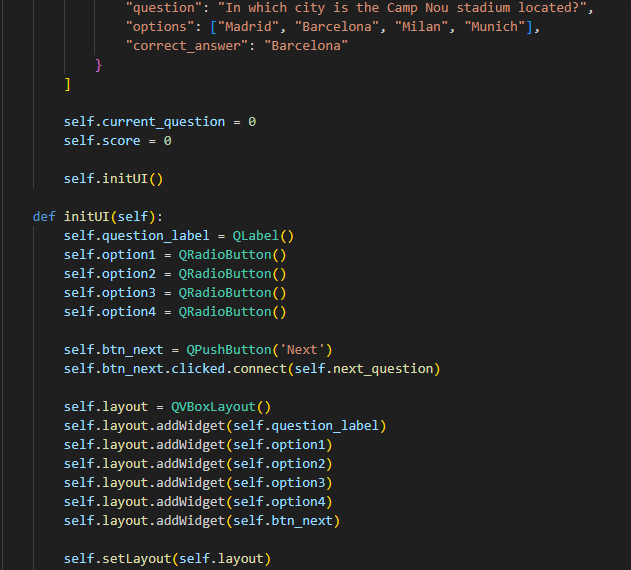 "question": "In which city is the Camp Nou stadium located?",
"options": ["Madrid", "Barcelona", "Milan", "Munich"],
"correct_answer": "Barcelona"
}
]
self.current_question = 0
self.score = 0
self.initUI()
def initUI(self):
self.question_label = QLabel()
self.option1 = QRadioButton()
self.option2 = QRadioButton()
self.option3 = QRadioButton()
self.option4 = QRadioButton()
self.btn_next = QPushButton('Next')
self.btn_next.clicked.connect(self.next_question)
self.layout = QVBoxLayout()
self.layout.addWidget(self.question_label)
self.layout.addWidget(self.option1)
self.layout.addWidget(self.option2)
self.layout.addWidget(self.option3)
self.layout.addWidget(self.option4)
self.layout.addWidget(self.btn_next)
self.setLayout(self.layout)